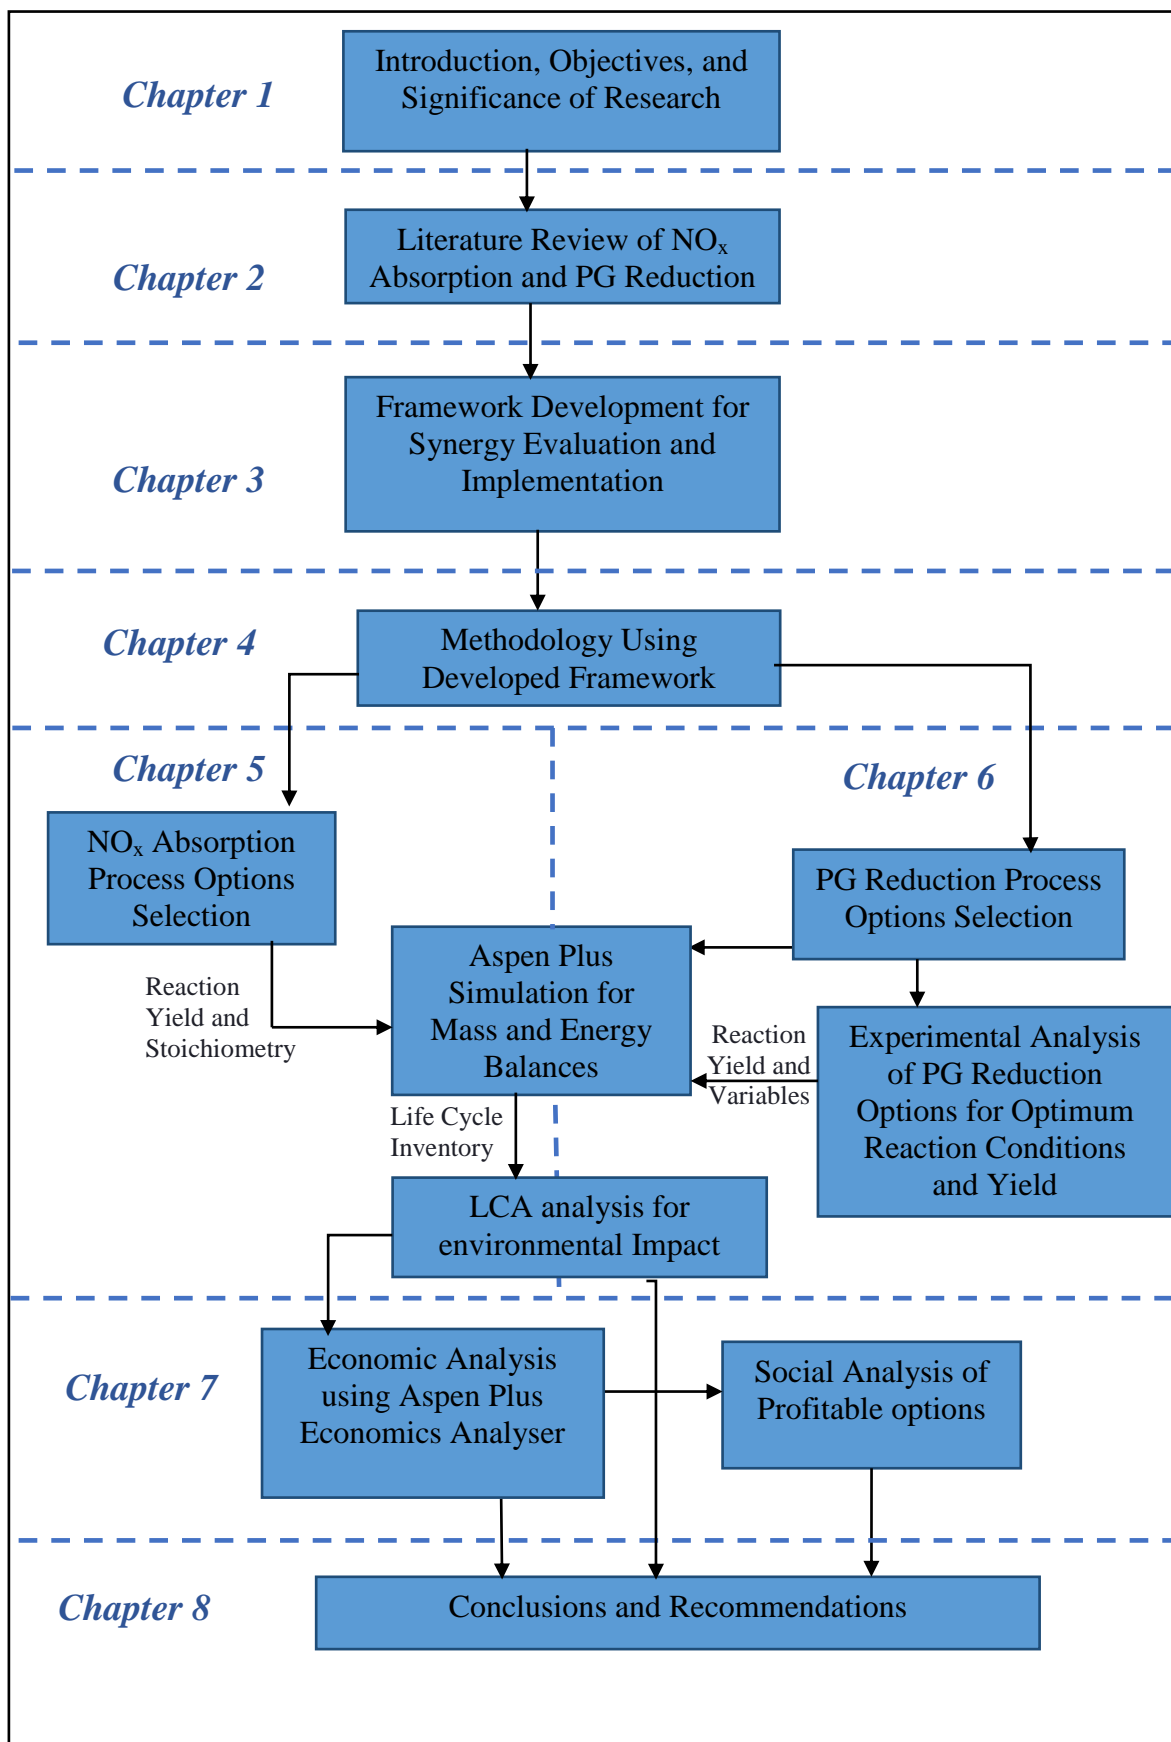 Chapter 1
Introduction, Objectives, and
Significance of Research
Chapter 2
Literature Review of NOx
Absorption and PG Reduction
Chapter 3
Framework Development for
Synergy Evaluation and
Implementation
Chapter 4
Methodology Using
Developed Framework
Chapter 5
Chapter 6
NOx Absorption
Process Options
Selection
PG Reduction Process
Options Selection
Reaction
Yield and
Stoichiometry
Aspen Plus
Simulation for
Mass and Energy
Balances
Reaction
Yield and
Variables
Experimental Analysis
of PG Reduction
Options for Optimum
Reaction Conditions
and Yield
Life Cycle
Inventory
LCA analysis for
environmental Impact
Chapter 7
Economic Analysis
using Aspen Plus
Economics Analyser
Social Analysis of
Profitable options
Chapter 8
Conclusions and Recommendations